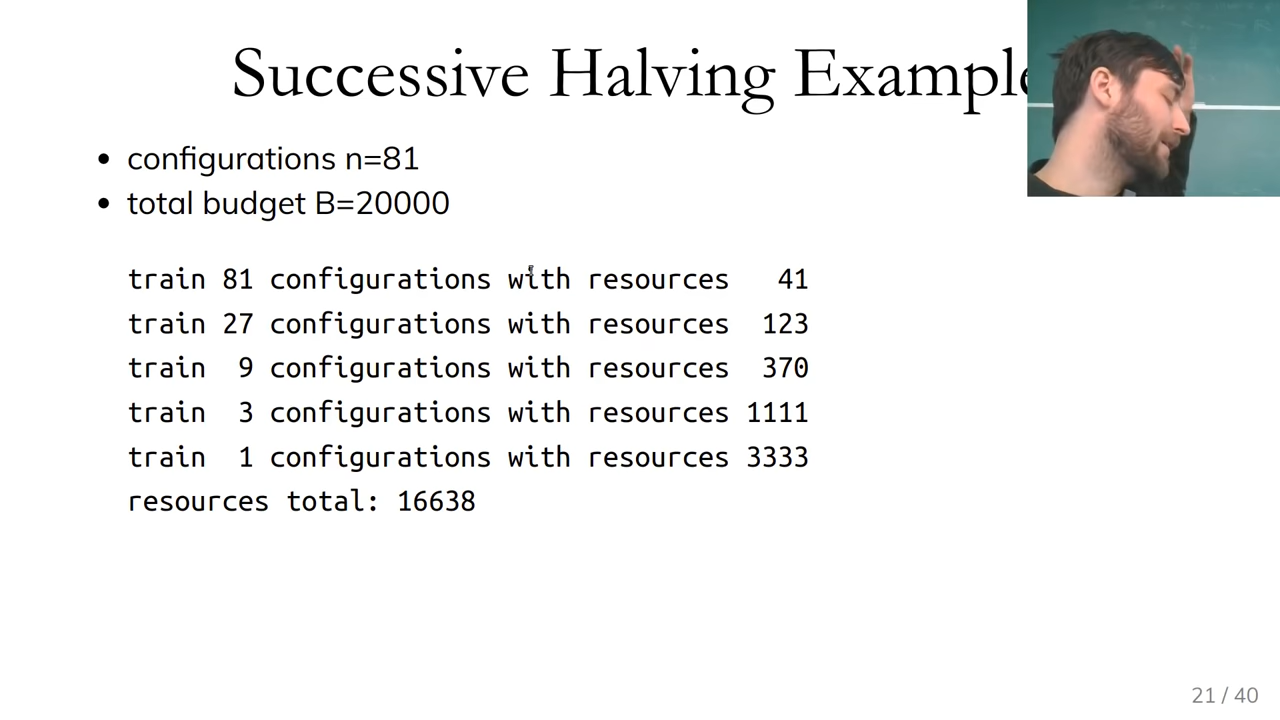 Successive Halving Example
• configurations n=81
• total budget B=20000
train 81 configurations with resources   41
train 27 configurations with resources  123
train  9 configurations with resources  370
train  3 configurations with resources 1111
train  1 configurations with resources 3333
resources total: 16638
21 / 40